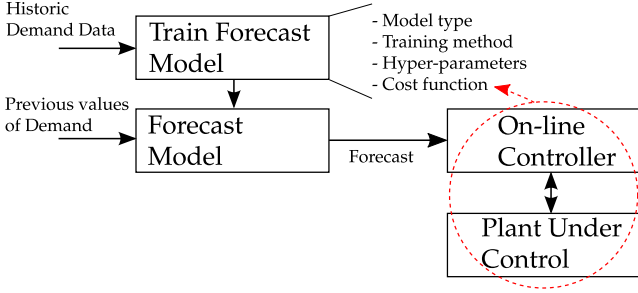 Historic
Demand Data
Train Forecast
Model
- Model type
- Training method
- Hyper-parameters
- Cost function
Previous values
of Demand
Forecast
Model
Forecast
On-line
Controller
Plant Under
Control